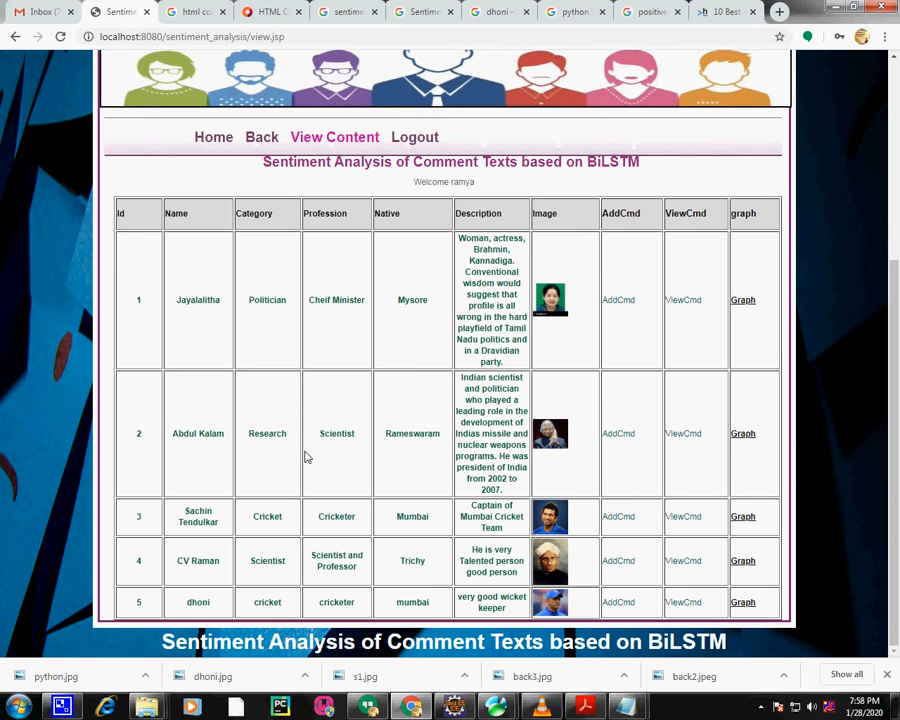 Inbox (7
Sentime
html col
HTML C
sentime
Sentime
dhoni -
python
positive
10 Best
localhost:8080/sentiment_analysis/view.jsp
Home Back View Content Logout
Sentiment Analysis of Comment Texts based on BiLSTM
Welcome ramya
Id Name Category Profession Native Description Image AddCmd ViewCmd graph
Woman, actress,
Brahmin,
Kannadiga.
Conventional
wisdom would
suggest that
1 Jayalalitha Politician Cheif Minister Mysore profile is all AddCmd ViewCmd Graph
wrong in the hard
playfield of Tamil
Nadu politics and
in a Dravidian
party.
Indian scientist
and politician
who played a
leading role in the
development of
2 Abdul Kalam Research Scientist Rameswaram Indias missile and AddCmd ViewCmd Graph
nuclear weapons
programs. He was
president of India
from 2002 to
2007.
3 Sachin Tendulkar Cricket Cricketer Mumbai Captain of
Mumbai Cricket AddCmd ViewCmd Graph
Team
4 CV Raman Scientist Scientist and Professor Trichy He is very
Talented person AddCmd ViewCmd Graph
good person
5 dhoni cricket cricketer mumbai very good wicket
keeper AddCmd ViewCmd Graph
Sentiment Analysis of Comment Texts based on BiLSTM
python.jpg dhoni.jpg s1.jpg back3.jpg back2.jpeg Show all
7:58 PM
1/28/2020